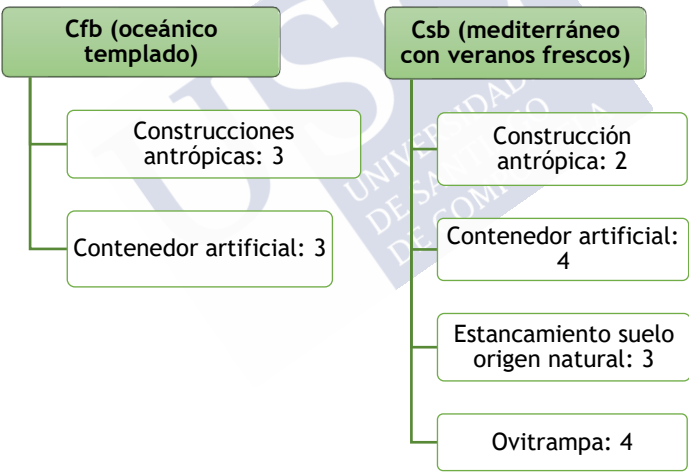 Cfb (oceánico
templado)
Construcciones
antrópicas: 3
Contenedor artificial: 3
Csb (mediterráneo
con veranos frescos)
Construcción
antrópica: 2
Contenedor artificial:
4
Estancamiento suelo
origen natural: 3
Ovitrampa: 4